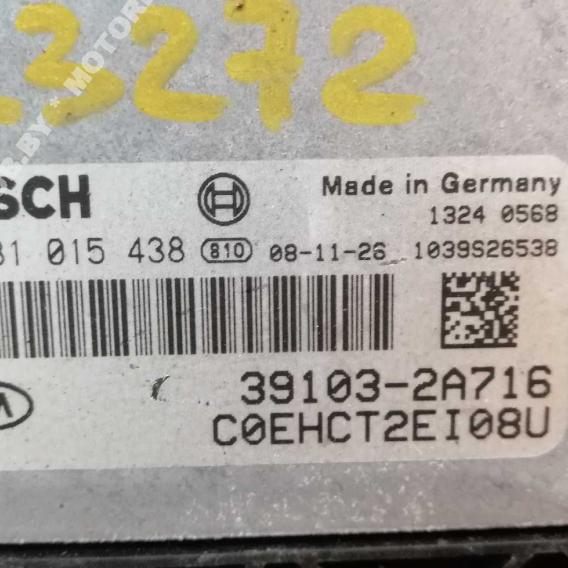 3272
SCH
Made in Germany
1324 0568
81 015 438 810 08-11-26 1039S26538
39103-2A716
C0EHCT2EI08U